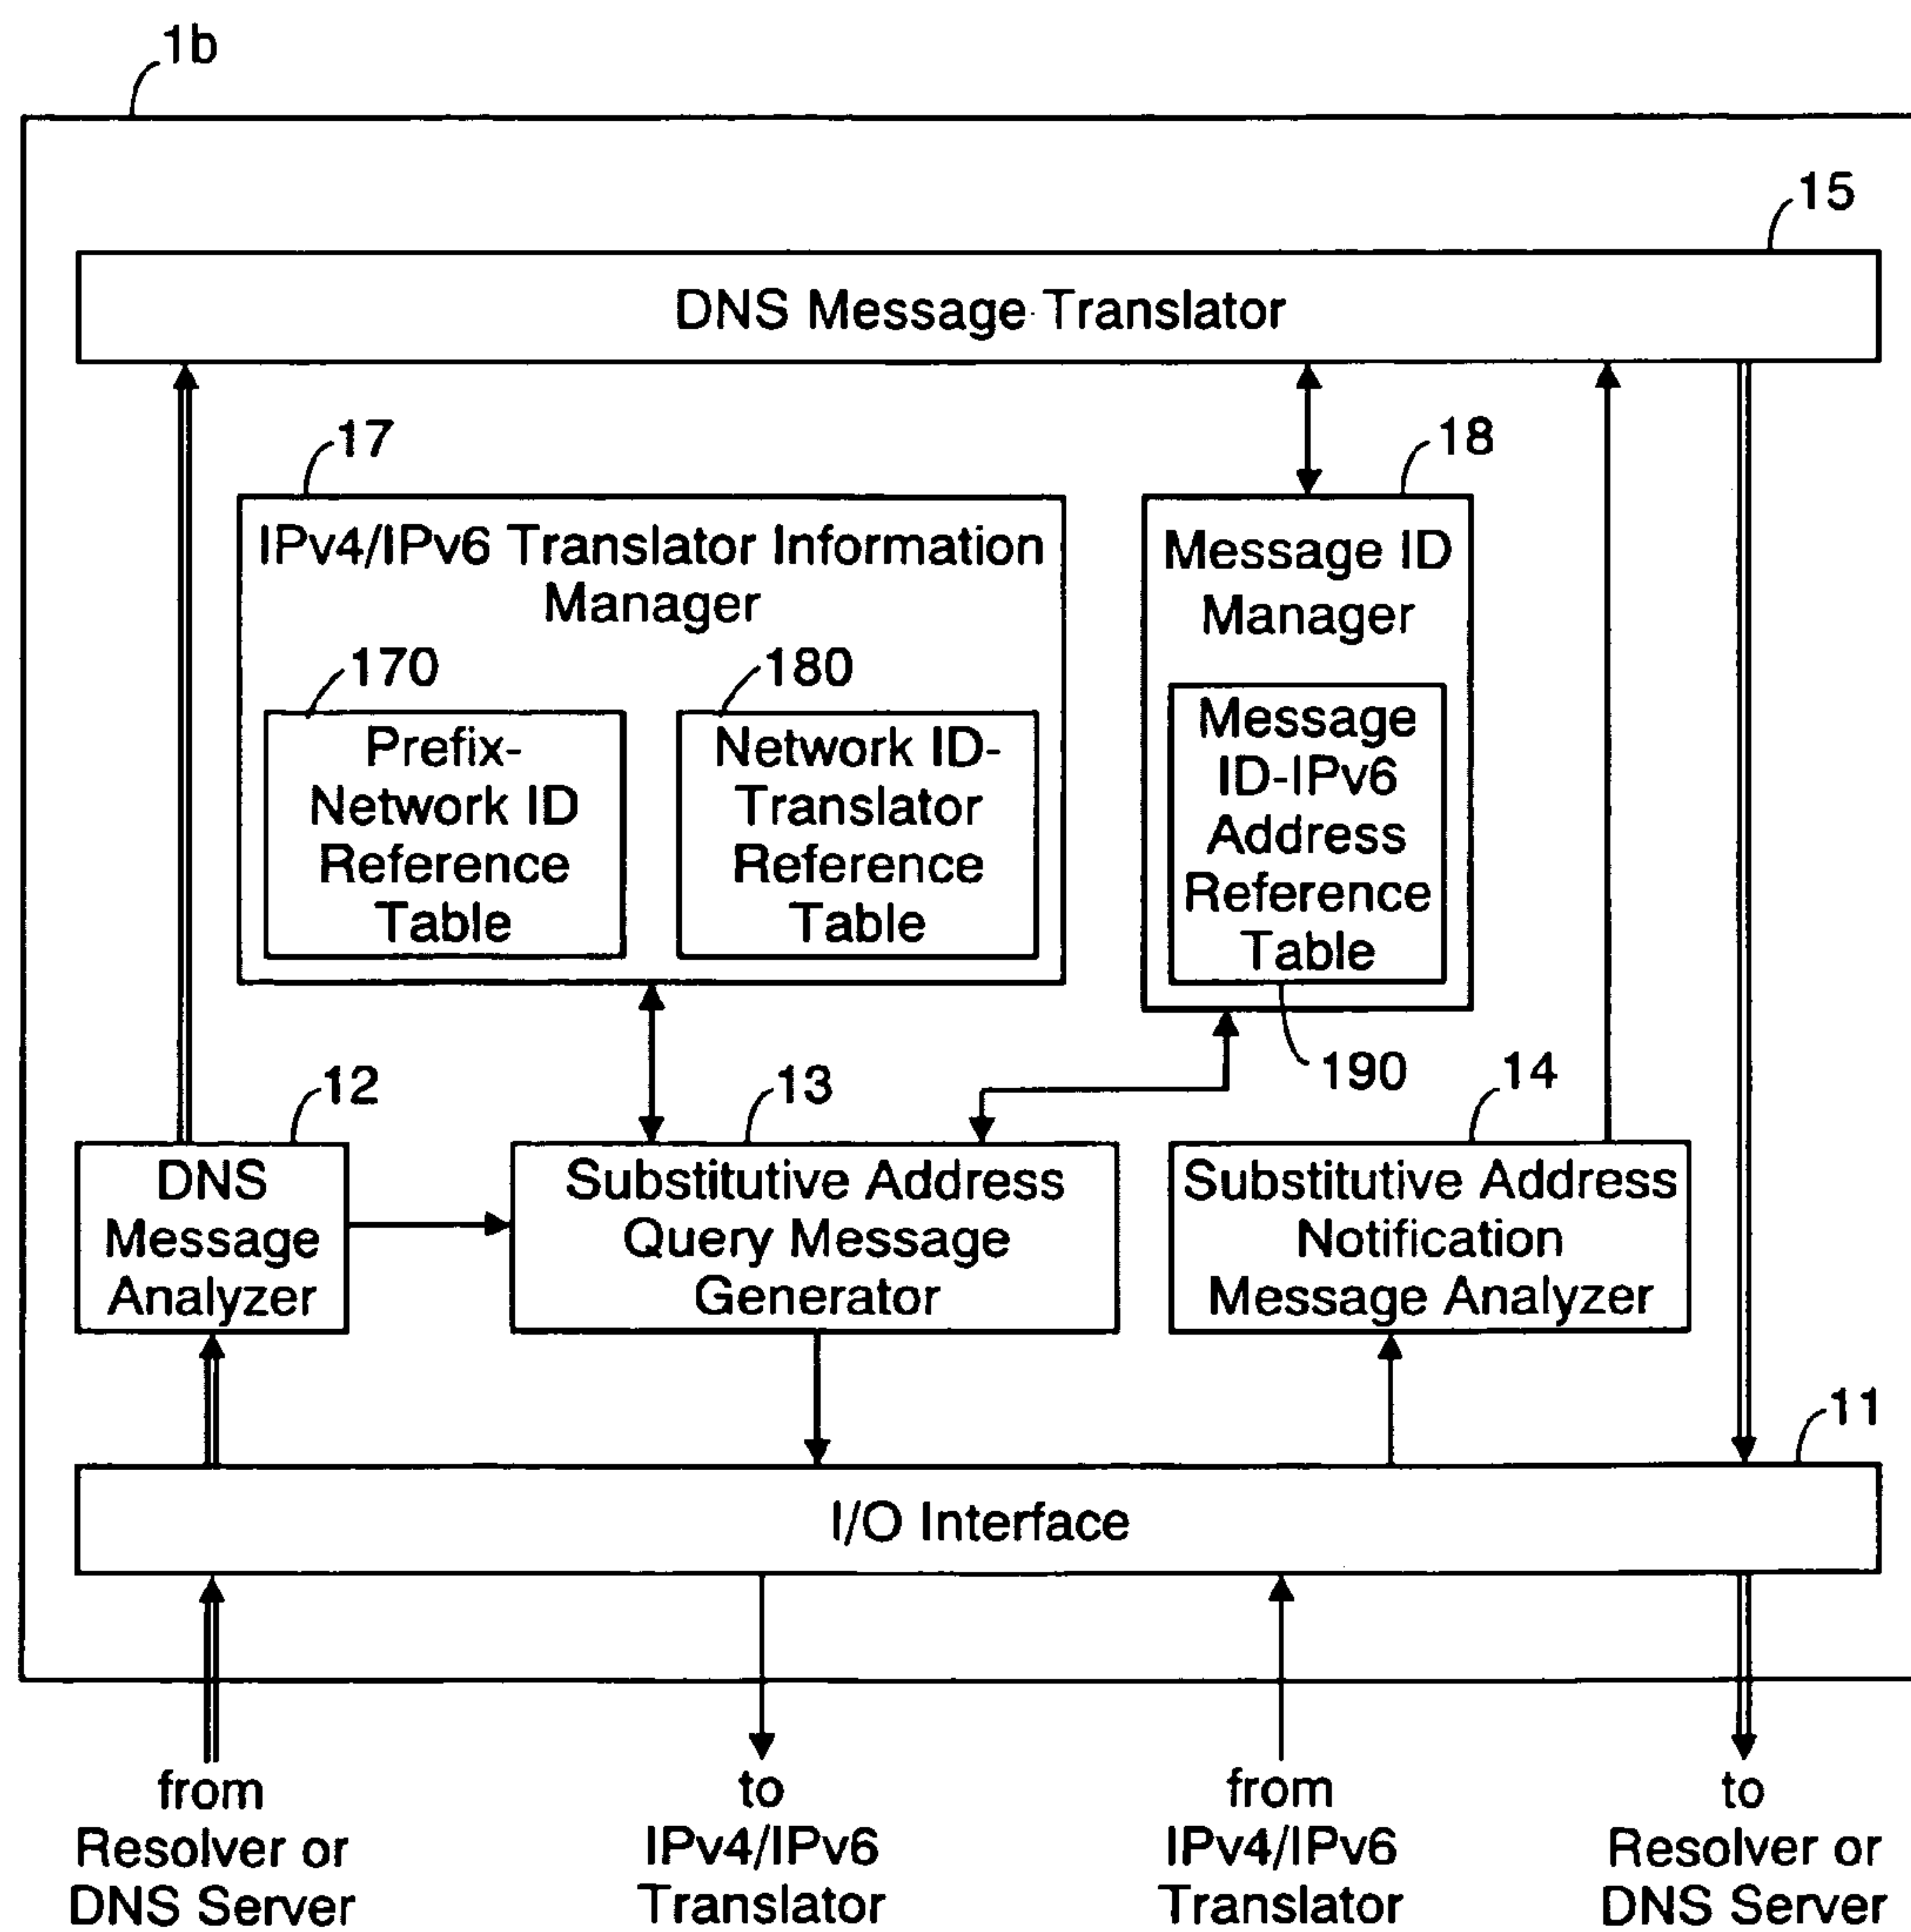 1b
15
DNS Message Translator
17
18
IPv4/IPv6 Translator Information
Manager
Message ID
Manager
170
180
Prefix-
Network ID
Reference
Table
Network ID-
Translator
Reference
Table
Message
ID-IPv6
Address
Reference
Table
190
12
13
14
DNS
Message
Analyzer
Substitutive Address
Query Message
Generator
Substitutive Address
Notification
Message Analyzer
11
I/O Interface
from
Resolver or
DNS Server
to
IPv4/IPv6
Translator
from
IPv4/IPv6
Translator
to
Resolver or
DNS Server